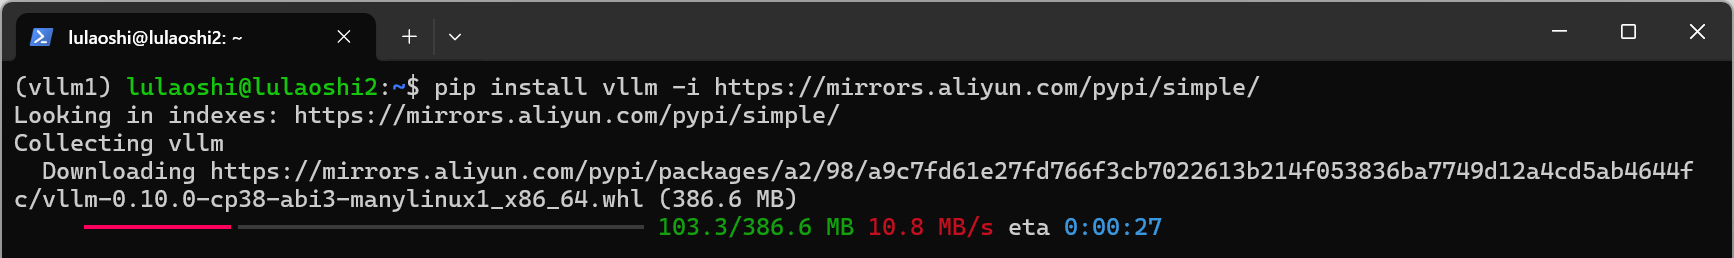 lulaoshi@lulaoshi2: ~
(vllm1) lulaoshi@lulaoshi2:~$ pip install vllm -i https://mirrors.aliyun.com/pypi/simple/
Looking in indexes: https://mirrors.aliyun.com/pypi/simple/
Collecting vllm
  Downloading https://mirrors.aliyun.com/pypi/packages/a2/98/a9c7fd61e27fd766f3cb7022613b214f053836ba7749d12a4cd5ab4644f
c/vllm-0.10.0-cp38-abi3-manylinux1_x86_64.whl (386.6 MB)
103.3/386.6 MB 10.8 MB/s eta 0:00:27